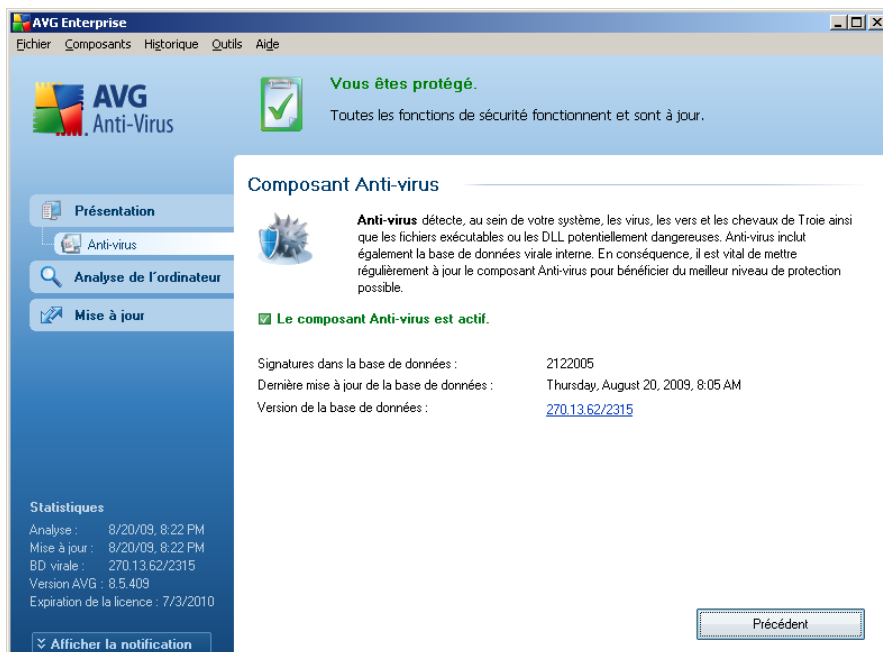 AVG Enterprise
Fichier Composants Historique Outils Aide
AVG
Anti-Virus
Vous êtes protégé.
Toutes les fonctions de sécurité fonctionnent et sont à jour.
Présentation
Anti-virus
Analyse de l'ordinateur
Mise à jour
Composant Anti-virus
Anti-virus détecte, au sein de votre système, les virus, les vers et les chevaux de Troie ainsi
que les fichiers exécutables ou les DLL potentiellement dangereuses. Anti-virus inclut
également la base de données virale interne. En conséquence, il est vital de mettre
régulièrement à jour le composant Anti-virus pour bénéficier du meilleur niveau de protection
possible.
Le composant Anti-virus est actif.
Signatures dans la base de données : 2122005
Dernière mise à jour de la base de données : Thursday, August 20, 2009, 8:05 AM
Version de la base de données : 270.13.62/2315
Statistiques
Analyse : 8/20/09, 8:22 PM
Mise à jour : 8/20/09, 8:22 PM
BD virale : 270.13.62/2315
Version AVG : 8.5.409
Expiration de la licence : 7/3/2010
Afficher la notification
Précédent